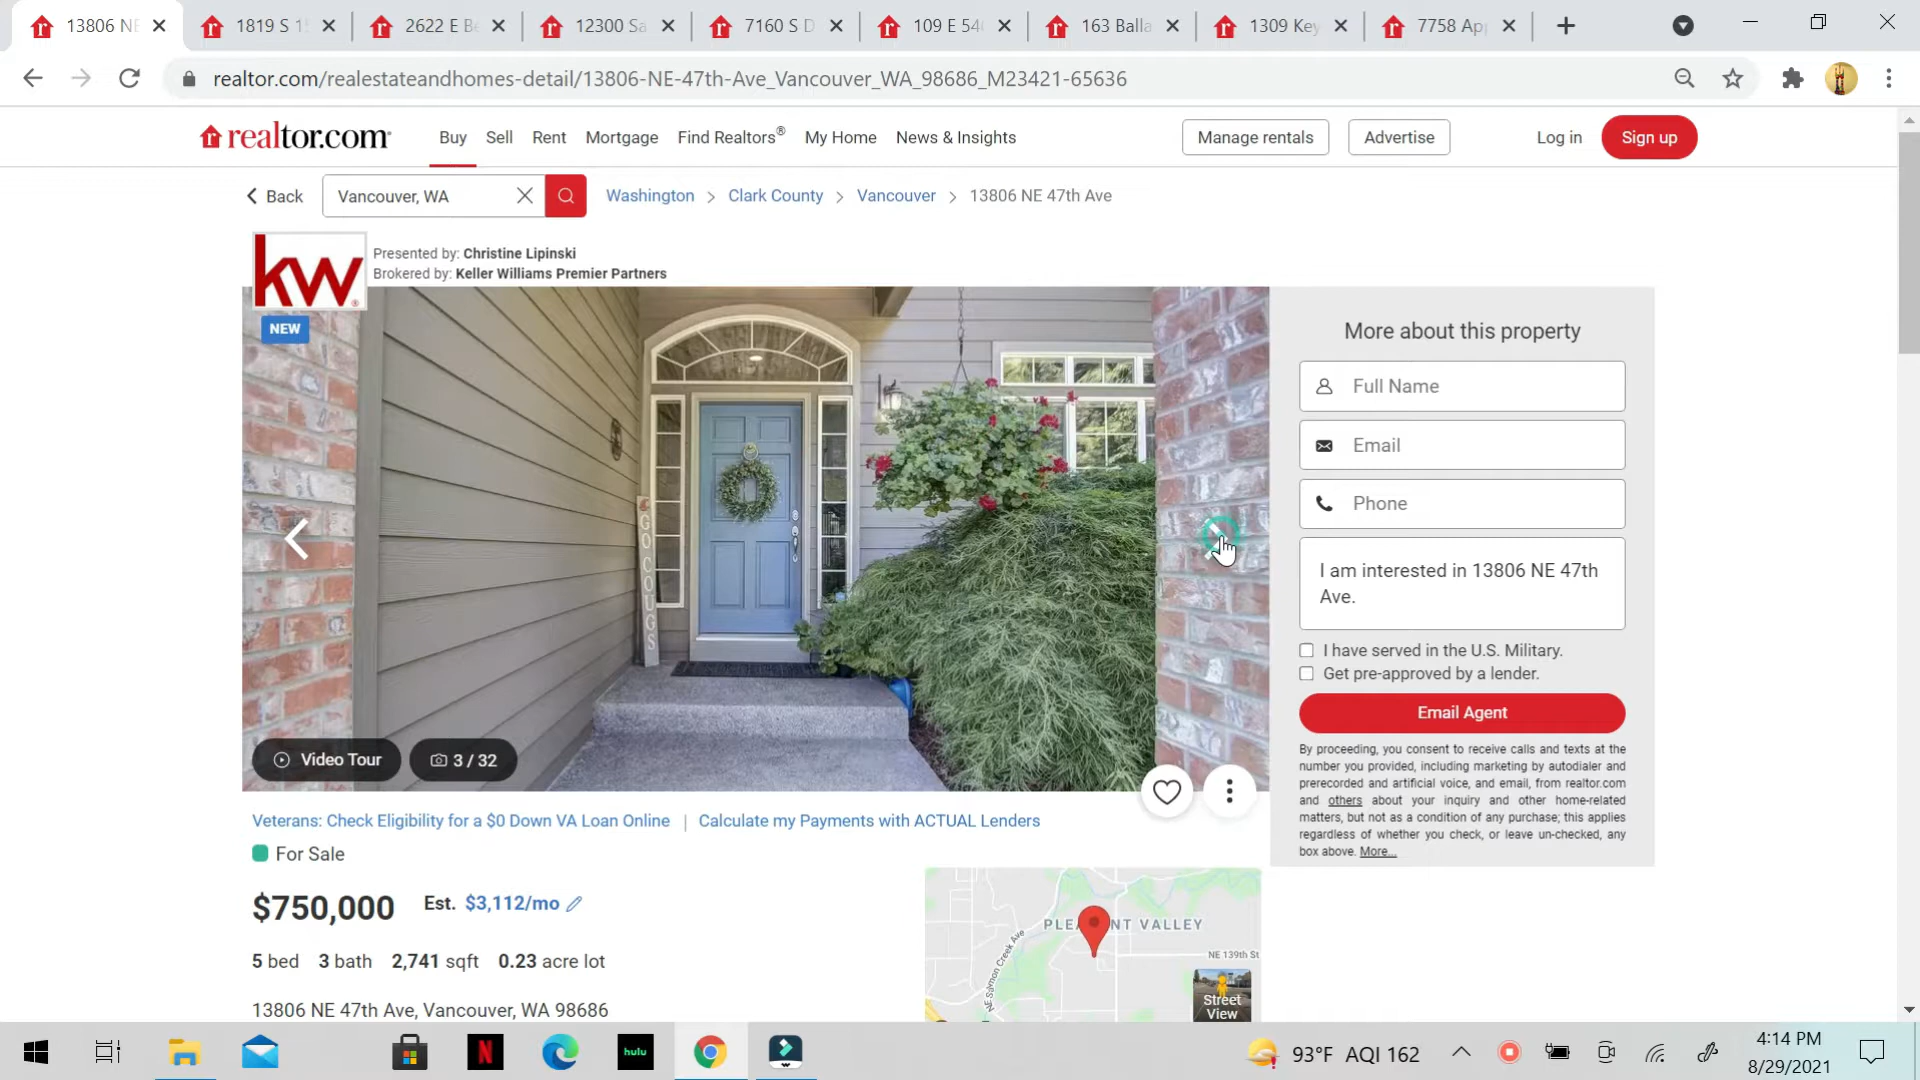 13806 NE
1819 S 1
2622 E B
12300 Sa
7160 S D
109 E 54
163 Balla
1309 Key
7758 App
realtor.com/realestateandhomes-detail/13806-NE-47th-Ave_Vancouver_WA_98686_M23421-65636
realtor.com
Buy
Sell
Rent
Mortgage
Find Realtors®
My Home
News & Insights
Manage rentals
Advertise
Log in
Sign up
Back
Vancouver, WA
Washington > Clark County > Vancouver > 13806 NE 47th Ave
kw
Presented by: Christine Lipinski
Brokered by: Keller Williams Premier Partners
NEW
GO COUGS
Video Tour
3 / 32
More about this property
Full Name
Email
Phone
I am interested in 13806 NE 47th
Ave.
I have served in the U.S. Military.
Get pre-approved by a lender.
Email Agent
By proceeding, you consent to receive calls and texts at the
number you provided, including marketing by autodialer and
prerecorded and artificial voice, and email, from realtor.com
and others about your inquiry and other home-related
matters, but not as a condition of any purchase; this applies
regardless of whether you check, or leave un-checked, any
box above. More...
Veterans: Check Eligibility for a $0 Down VA Loan Online | Calculate my Payments with ACTUAL Lenders
For Sale
$750,000
Est. $3,112/mo
5 bed 3 bath 2,741 sqft 0.23 acre lot
13806 NE 47th Ave, Vancouver, WA 98686
NT VALLEY
NE 139th St
NE Salmon Creek Ave
Street
View
hulu
93°F AQI 162
4:14 PM
8/29/2021